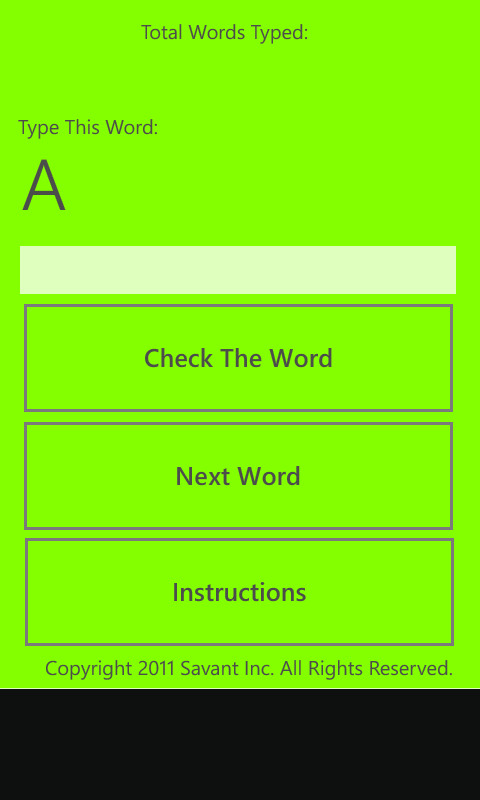 Total Words Typed:
Type This Word:
A
Check The Word
Next Word
Instructions
Copyright 2011 Savant Inc. All Rights Reserved.